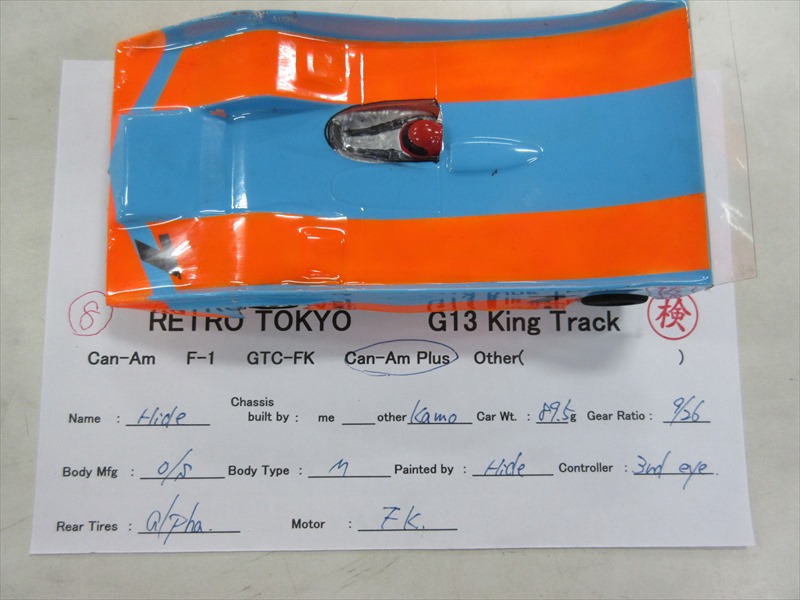 8 RETRO TOKYO G13 King Track 検
Can-Am F-1 GTC-FK Can-Am Plus Other( )
Name : Hide Chassis built by : me ___ other Kamo Car Wt. : 89.5g Gear Ratio : 9/26
Body Mfg : O/S Body Type : M Painted by : Hide Controller : 3rd eye.
Rear Tires : alpha. Motor : FK.